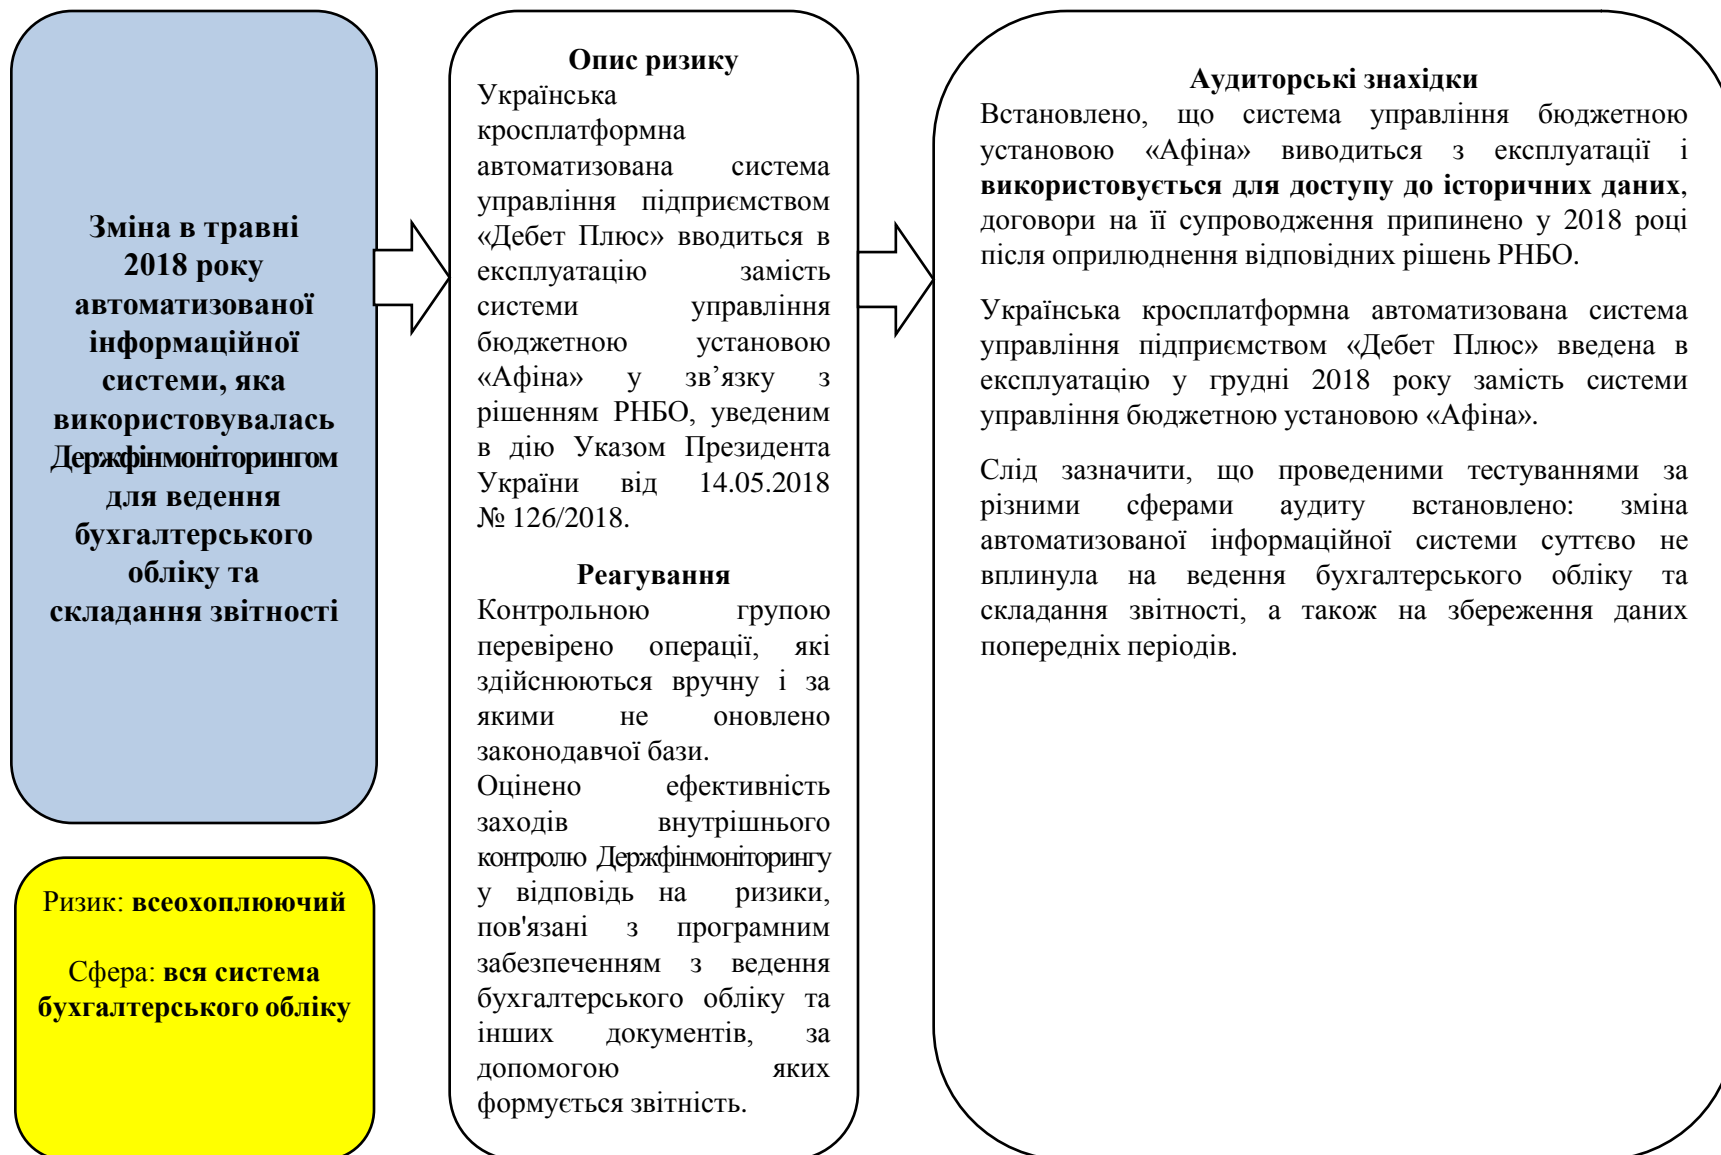 Зміна в травні
2018 року
автоматизованої
інформаційної
системи, яка
використовувалась
Держфінмоніторингом
для ведення
бухгалтерського
обліку та
складання звітності
Ризик: всеохоплюючий
Сфера: вся система
бухгалтерського обліку
Опис ризику
Українська
кросплатформна
автоматизована система
управління підприємством
«Дебет Плюс» вводиться в
експлуатацію замість
системи управління
бюджетною установою
«Афіна» у зв’язку з
рішенням РНБО, уведеним
в дію Указом Президента
України від 14.05.2018
№ 126/2018.
Реагування
Контрольною групою
перевірено операції, які
здійснюються вручну і за
якими не оновлено
законодавчої бази.
Оцінено ефективність
заходів внутрішнього
контролю Держфінмоніторингу
у відповідь на ризики,
пов'язані з програмним
забезпеченням з ведення
бухгалтерського обліку та
інших документів, за
допомогою яких
формується звітність.
Аудиторські знахідки
Встановлено, що система управління бюджетною
установою «Афіна» виводиться з експлуатації і
використовується для доступу до історичних даних,
договори на її супроводження припинено у 2018 році
після оприлюднення відповідних рішень РНБО.
Українська кросплатформна автоматизована система
управління підприємством «Дебет Плюс» введена в
експлуатацію у грудні 2018 року замість системи
управління бюджетною установою «Афіна».
Слід зазначити, що проведеними тестуваннями за
різними сферами аудиту встановлено: зміна
автоматизованої інформаційної системи суттєво не
вплинула на ведення бухгалтерського обліку та
складання звітності, а також на збереження даних
попередніх періодів.